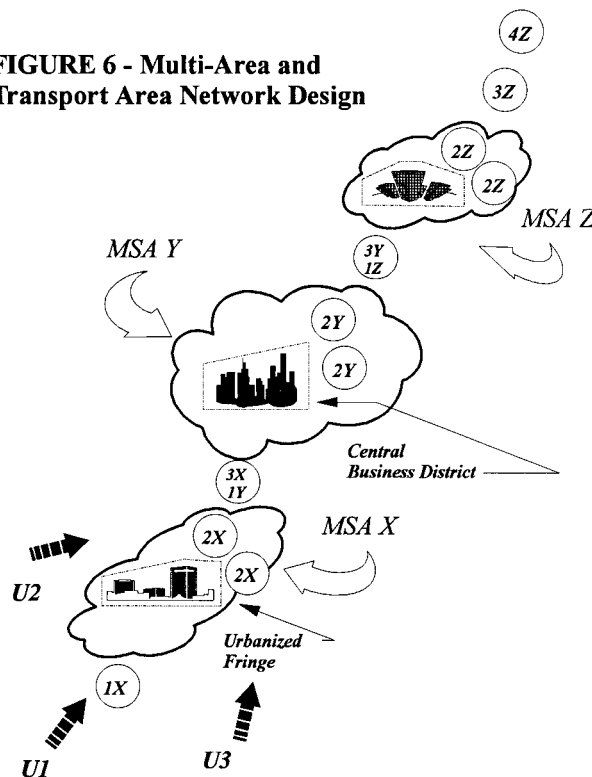 4Z
FIGURE 6 - Multi-Area and
Transport Area Network Design
3Z
2Z
2Z
MSA Z
3Y
1Z
MSA Y
2Y
2Y
Central
Business District
3X
1Y
MSA X
2X
2X
U2
Urbanized
Fringe
1X
U1
U3